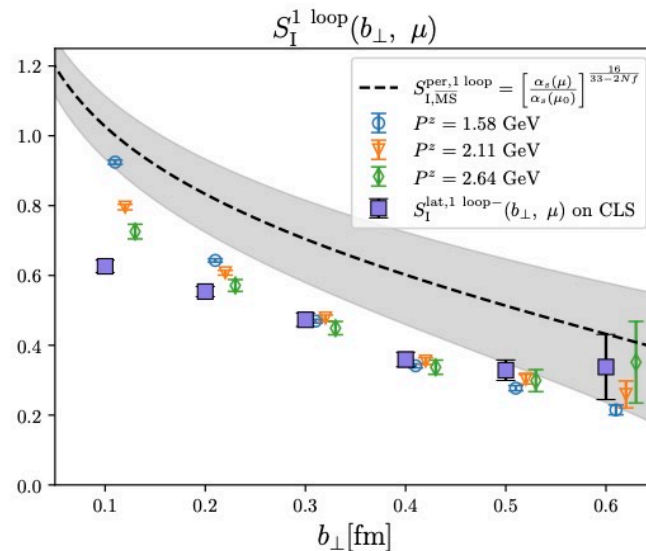 S_I^{1 loop}(b_⊥, μ)
S_{I,\overline{MS}}^{per,1 loop} = [α_s(μ)/α_s(μ_0)]^{16/(33−2Nf)}
P^z = 1.58 GeV
P^z = 2.11 GeV
P^z = 2.64 GeV
S_I^{lat,1 loop−}(b_⊥, μ) on CLS
1.2
1.0
0.8
0.6
0.4
0.2
0.0
0.1 0.2 0.3 0.4 0.5 0.6
b_⊥[fm]